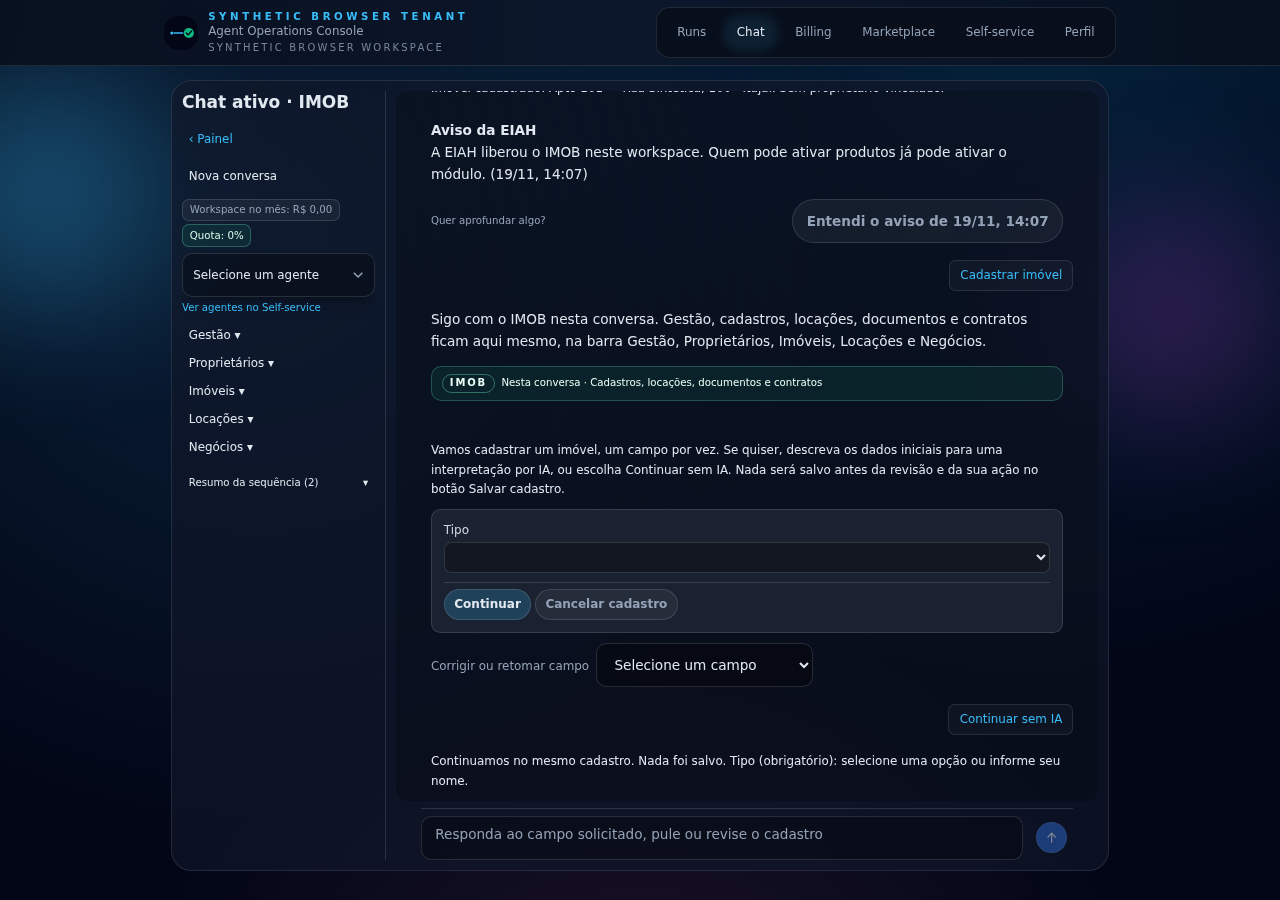 SYNTHETIC BROWSER TENANT
Agent Operations Console
SYNTHETIC BROWSER WORKSPACE
Runs
Chat
Billing
Marketplace
Self-service
Perfil
Chat ativo · IMOB
‹ Painel
Nova conversa
Workspace no mês: R$ 0,00
Quota: 0%
Selecione um agente
Ver agentes no Self-service
Gestão ▾
Proprietários ▾
Imóveis ▾
Locações ▾
Negócios ▾
Resumo da sequência (2) ▾
Aviso da EIAH
A EIAH liberou o IMOB neste workspace. Quem pode ativar produtos já pode ativar o
módulo. (19/11, 14:07)
Quer aprofundar algo?
Entendi o aviso de 19/11, 14:07
Cadastrar imóvel
Sigo com o IMOB nesta conversa. Gestão, cadastros, locações, documentos e contratos
ficam aqui mesmo, na barra Gestão, Proprietários, Imóveis, Locações e Negócios.
IMOB Nesta conversa · Cadastros, locações, documentos e contratos
Vamos cadastrar um imóvel, um campo por vez. Se quiser, descreva os dados iniciais para uma
interpretação por IA, ou escolha Continuar sem IA. Nada será salvo antes da revisão e da sua ação no
botão Salvar cadastro.
Tipo
Continuar
Cancelar cadastro
Corrigir ou retomar campo
Selecione um campo
Continuar sem IA
Continuamos no mesmo cadastro. Nada foi salvo. Tipo (obrigatório): selecione uma opção ou informe seu
nome.
Responda ao campo solicitado, pule ou revise o cadastro